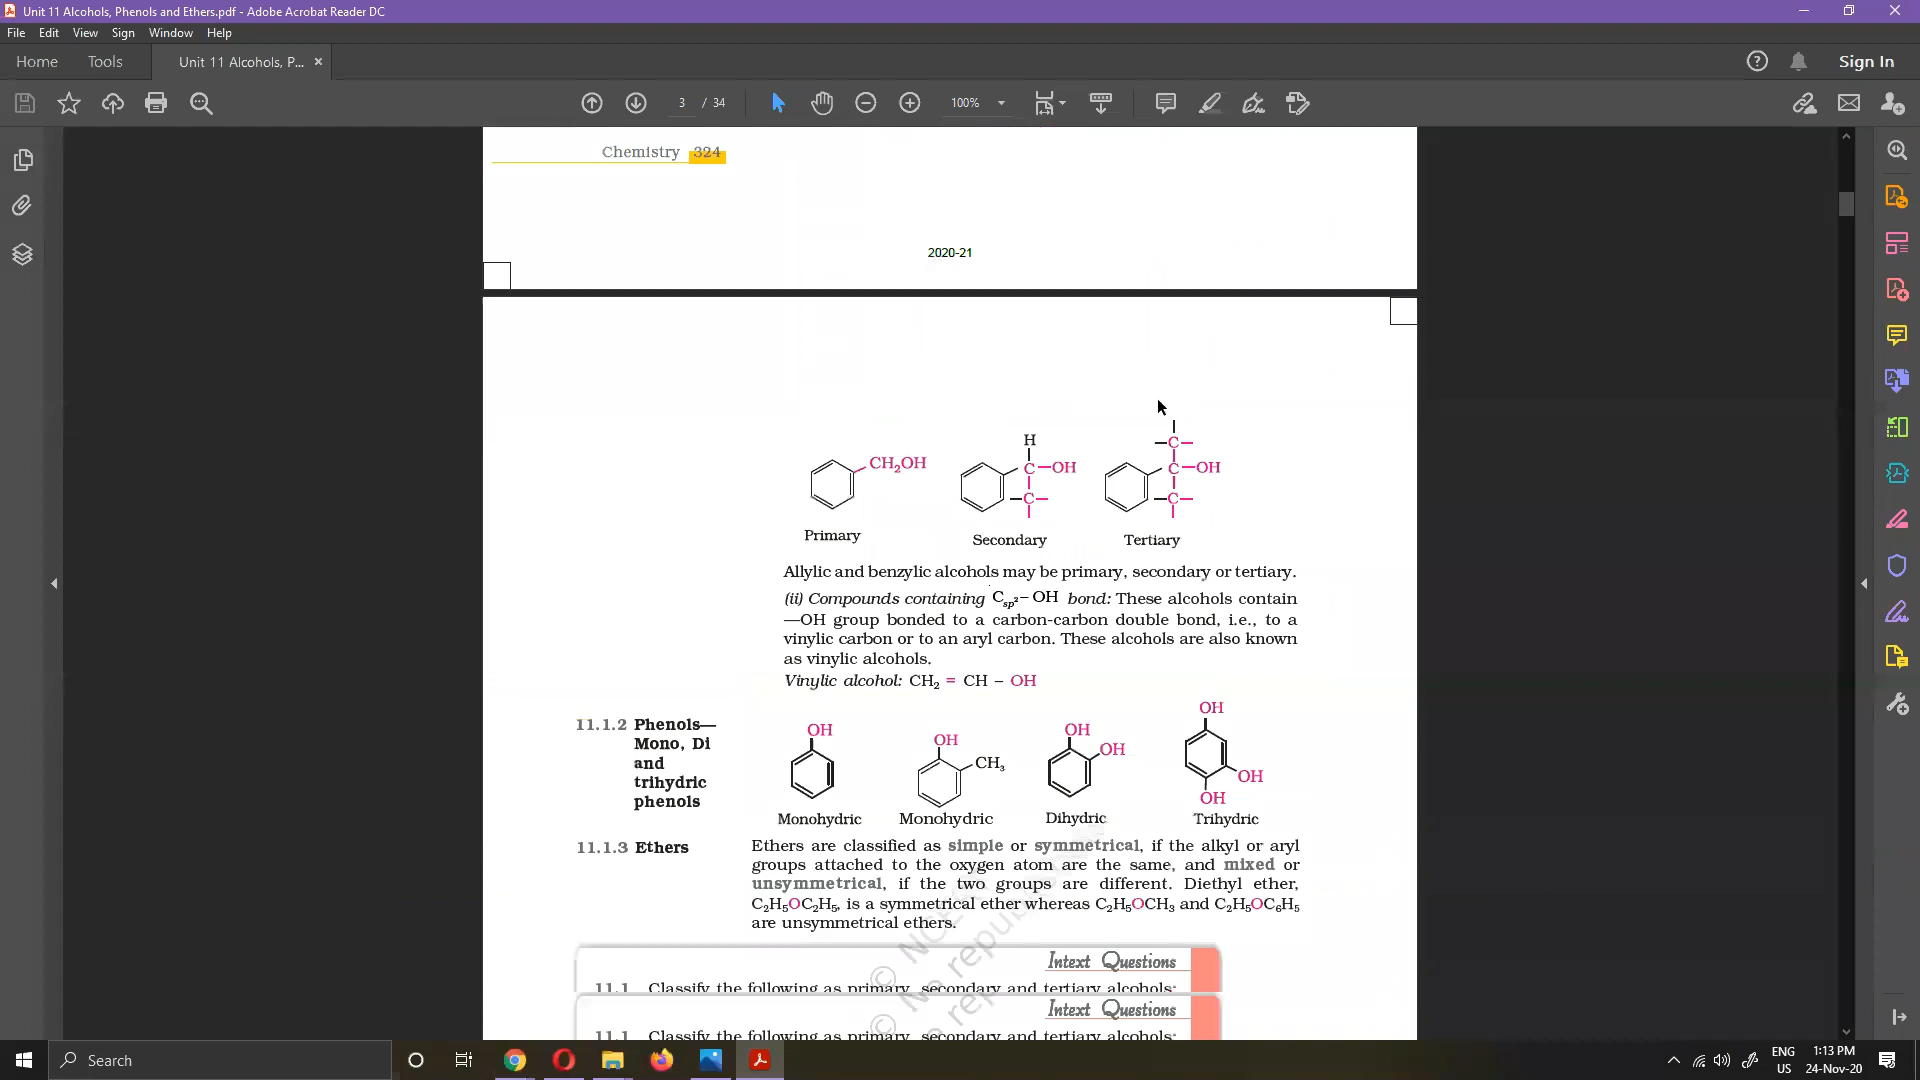 Unit 11 Alcohols, Phenols and Ethers.pdf - Adobe Acrobat Reader DC
File Edit View Sign Window Help
Home Tools Unit 11 Alcohols, P... × Sign In
3 / 34 100%
Chemistry 324
2020-21
CH₂OH
H
C—OH
C
C
C—OH
C
Primary Secondary Tertiary
Allylic and benzylic alcohols may be primary, secondary or tertiary.
(ii) Compounds containing Csp²– OH bond: These alcohols contain
—OH group bonded to a carbon-carbon double bond, i.e., to a
vinylic carbon or to an aryl carbon. These alcohols are also known
as vinylic alcohols.
Vinylic alcohol: CH₂ = CH – OH
11.1.2 Phenols—
Mono, Di
and
trihydric
phenols
OH
OH
CH₃
OH
OH
OH
OH
OH
Monohydric Monohydric Dihydric Trihydric
11.1.3 Ethers
Ethers are classified as simple or symmetrical, if the alkyl or aryl
groups attached to the oxygen atom are the same, and mixed or
unsymmetrical, if the two groups are different. Diethyl ether,
C₂H₅OC₂H₅, is a symmetrical ether whereas C₂H₅OCH₃ and C₂H₅OC₆H₅
are unsymmetrical ethers.
Intext Questions
11.1 Classify the following as primary, secondary and tertiary alcohols:
Intext Questions
11.1 Classify the following as primary, secondary and tertiary alcohols:
Search
ENG
US
1:13 PM
24-Nov-20